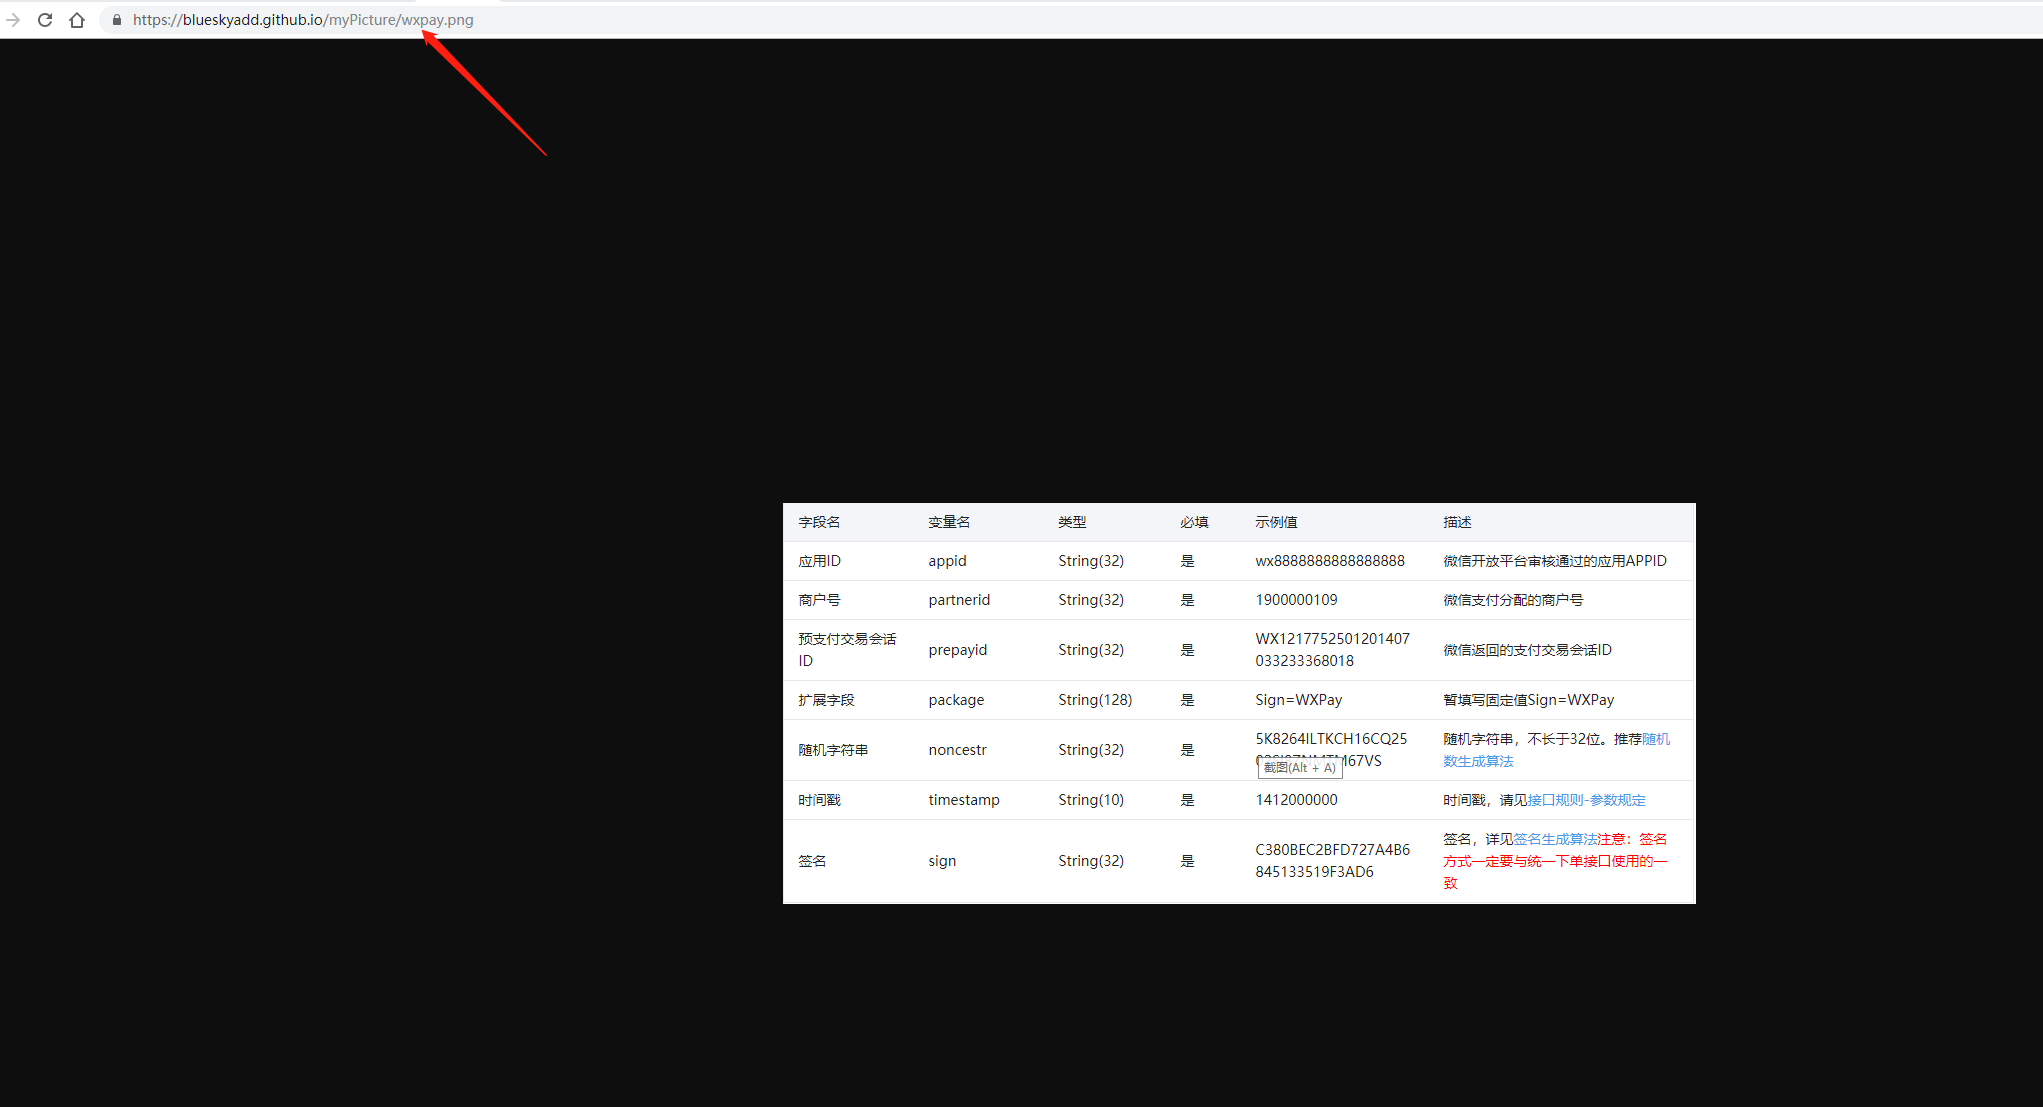 https://blueskyadd.github.io/myPicture/wxpay.png
字段名 变量名 类型 必填 示例值 描述
应用ID appid String(32) 是 wx8888888888888888 微信开放平台审核通过的应用APPID
商户号 partnerid String(32) 是 1900000109 微信支付分配的商户号
预支付交易会话
ID prepayid String(32) 是 WX1217752501201407
033233368018 微信返回的支付交易会话ID
扩展字段 package String(128) 是 Sign=WXPay 暂填写固定值Sign=WXPay
随机字符串 noncestr String(32) 是 5K8264ILTKCH16CQ25
M67VS 随机字符串，不长于32位。推荐随机
数生成算法
截图(Alt + A)
时间戳 timestamp String(10) 是 1412000000 时间戳，请见接口规则-参数规定
签名 sign String(32) 是 C380BEC2BFD727A4B6
845133519F3AD6 签名，详见签名生成算法注意：签名
方式一定要与统一下单接口使用的一
致